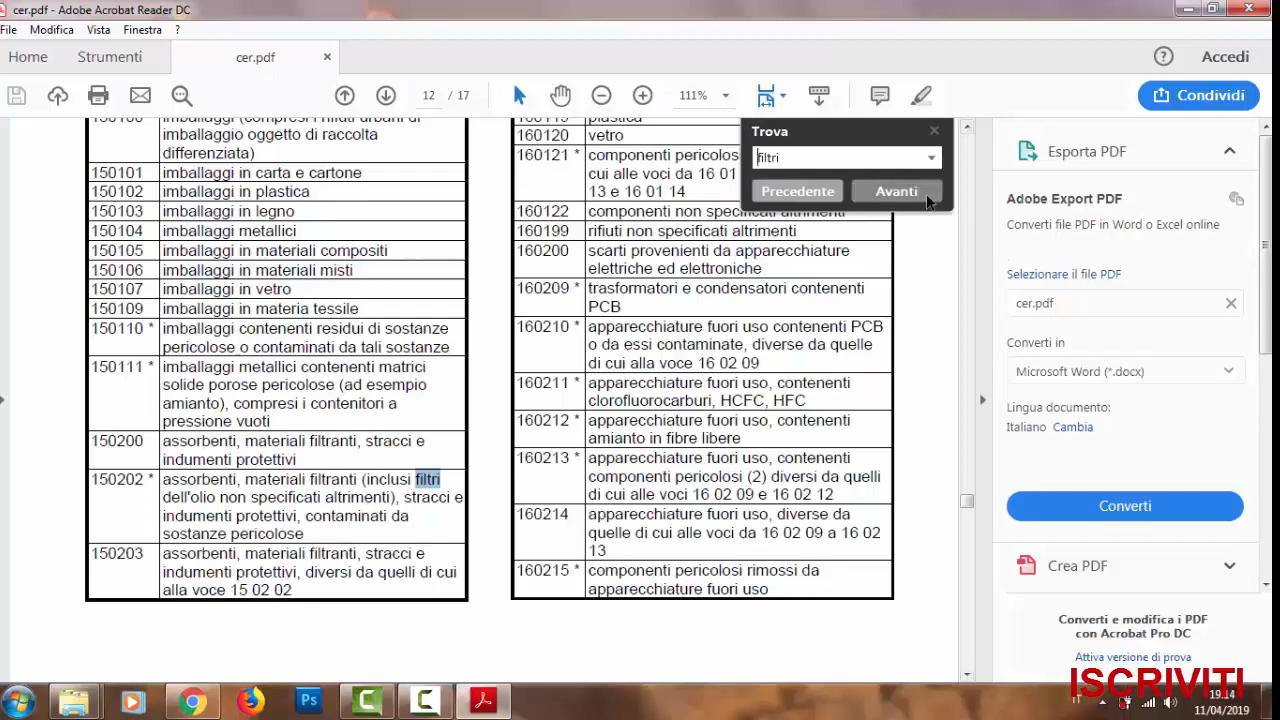 cer.pdf - Adobe Acrobat Reader DC
File Modifica Vista Finestra ?
Home Strumenti cer.pdf × ? Accedi
12 / 17 111% Condividi
differenziata)
imballaggio oggetto di raccolta
150101 imballaggi in carta e cartone
150102 imballaggi in plastica
150103 imballaggi in legno
150104 imballaggi metallici
150105 imballaggi in materiali compositi
150106 imballaggi in materiali misti
150107 imballaggi in vetro
150109 imballaggi in materia tessile
150110 * imballaggi contenenti residui di sostanze
pericolose o contaminati da tali sostanze
150111 * imballaggi metallici contenenti matrici
solide porose pericolose (ad esempio
amianto), compresi i contenitori a
pressione vuoti
150200 assorbenti, materiali filtranti, stracci e
indumenti protettivi
150202 * assorbenti, materiali filtranti (inclusi filtri
dell'olio non specificati altrimenti), stracci e
indumenti protettivi, contaminati da
sostanze pericolose
150203 assorbenti, materiali filtranti, stracci e
indumenti protettivi, diversi da quelli di cui
alla voce 15 02 02
160120 vetro
160121 * componenti pericolosi
voci da 16 01
13 e 16 01 14
160122 componenti non specificati altrimenti
160199 rifiuti non specificati altrimenti
160200 scarti provenienti da apparecchiature
elettriche ed elettroniche
160209 * trasformatori e condensatori contenenti
PCB
160210 * apparecchiature fuori uso contenenti PCB
o da essi contaminate, diverse da quelle
di cui alla voce 16 02 09
160211 * apparecchiature fuori uso, contenenti
clorofluorocarburi, HCFC, HFC
160212 * apparecchiature fuori uso, contenenti
amianto in fibre libere
160213 * apparecchiature fuori uso, contenenti
componenti pericolosi (2) diversi da quelli
di cui alle voci 16 02 09 e 16 02 12
160214 apparecchiature fuori uso, diverse da
quelle di cui alle voci da 16 02 09 a 16 02
13
160215 * componenti pericolosi rimossi da
apparecchiature fuori uso
Trova
filtri
Precedente Avanti
Esporta PDF
Adobe Export PDF
Converti file PDF in Word o Excel online
Selezionare il file PDF
cer.pdf
Converti in
Microsoft Word (*.docx)
Lingua documento:
Italiano Cambia
Converti
Crea PDF
Converti e modifica i PDF
con Acrobat Pro DC
Attiva versione di prova
ISCRIVITI
Ps
IT
19.14
11/04/2019